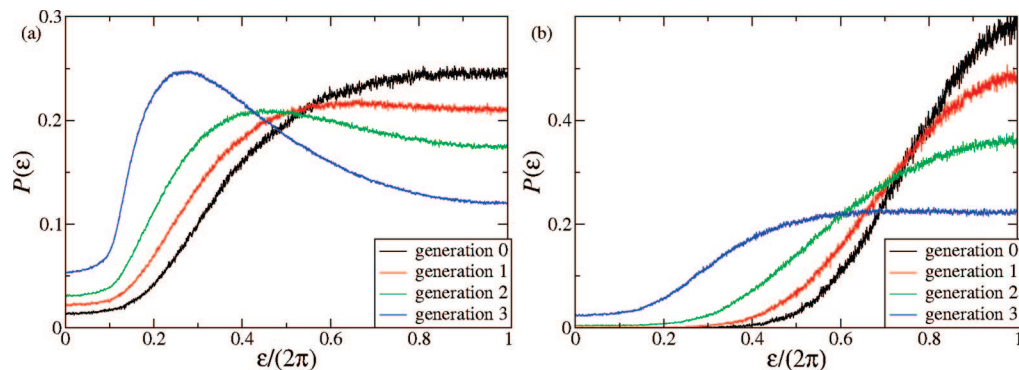 (a)
0.3
0.2
0.1
0
P(ε)
0 0.2 0.4 0.6 0.8 1
ε/(2π)
generation 0
generation 1
generation 2
generation 3
(b)
0.4
0.2
0
P(ε)
0 0.2 0.4 0.6 0.8 1
ε/(2π)
generation 0
generation 1
generation 2
generation 3